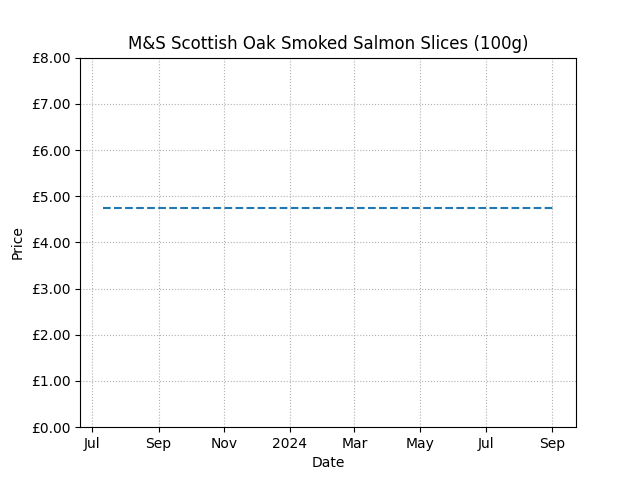 M&S Scottish Oak Smoked Salmon Slices (100g)
£8.00
£7.00
£6.00
£5.00
£4.00
£3.00
£2.00
£1.00
£0.00
Price
Jul Sep Nov 2024 Mar May Jul Sep
Date